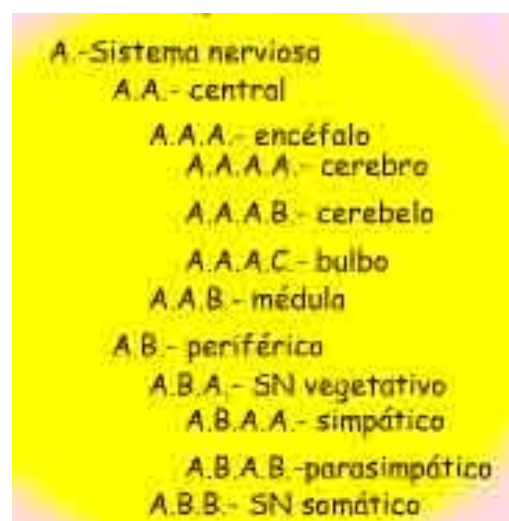 A.-Sistema nervioso
A.A.- central
A.A.A.- encéfalo
A.A.A.A.- cerebro
A.A.A.B.- cerebelo
A.A.A.C.- bulbo
A.A.B.- médula
A.B.- periférico
A.B.A.- SN vegetativo
A.B.A.A.- simpático
A.B.A.B.-parasimpático
A.B.B.- SN somático